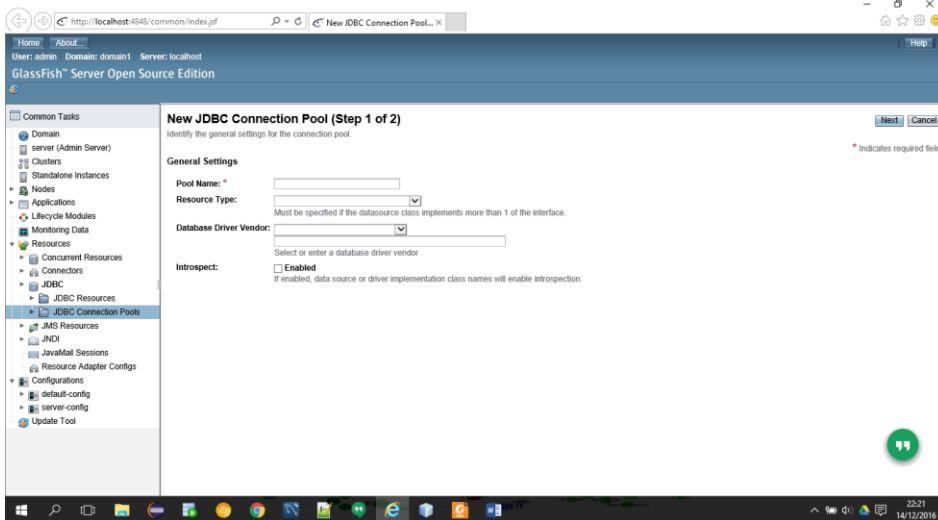 http://localhost:4848/common/index.jsf
New JDBC Connection Pool...
Home About... Help
User: admin Domain: domain1 Server: localhost
GlassFish™ Server Open Source Edition
Common Tasks
Domain
server (Admin Server)
Clusters
Standalone Instances
Nodes
Applications
Lifecycle Modules
Monitoring Data
Resources
Concurrent Resources
Connectors
JDBC
JDBC Resources
JDBC Connection Pools
JMS Resources
JNDI
JavaMail Sessions
Resource Adapter Configs
Configurations
default-config
server-config
Update Tool
New JDBC Connection Pool (Step 1 of 2)
Next Cancel
Identify the general settings for the connection pool.
* Indicates required fiel
General Settings
Pool Name: *
Resource Type:
Must be specified if the datasource class implements more than 1 of the interface.
Database Driver Vendor:
Select or enter a database driver vendor
Introspect: Enabled
If enabled, data source or driver implementation class names will enable introspection.
22:21
14/12/2016